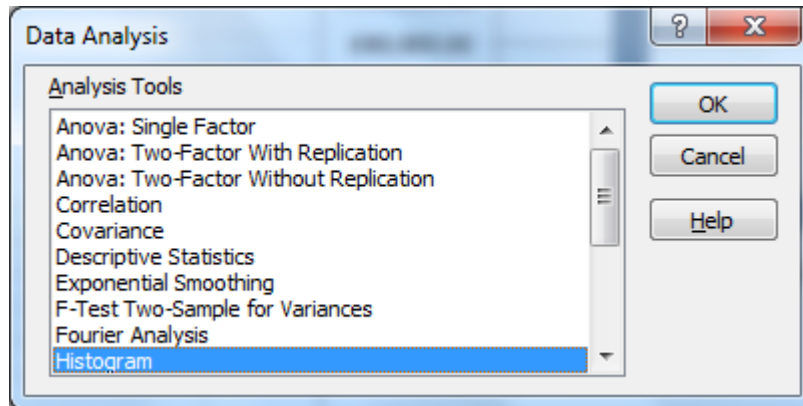 Data Analysis
?
Analysis Tools
Anova: Single Factor
Anova: Two-Factor With Replication
Anova: Two-Factor Without Replication
Correlation
Covariance
Descriptive Statistics
Exponential Smoothing
F-Test Two-Sample for Variances
Fourier Analysis
Histogram
OK
Cancel
Help